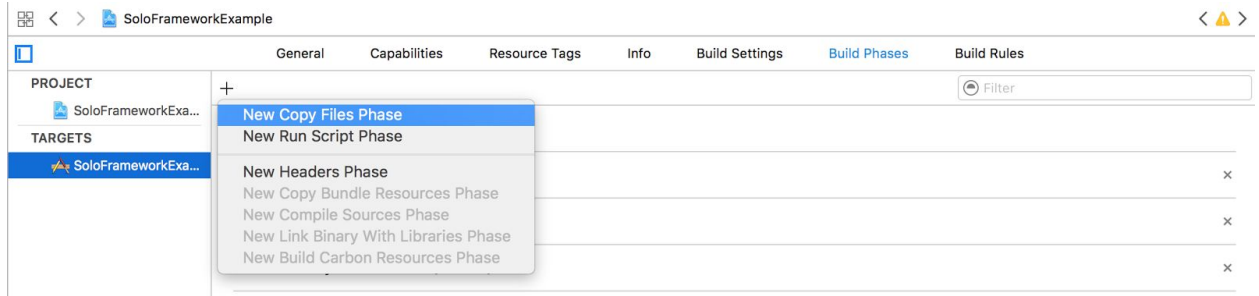 SoloFrameworkExample
General Capabilities Resource Tags Info Build Settings Build Phases Build Rules
PROJECT
+
Filter
SoloFrameworkExa...
New Copy Files Phase
New Run Script Phase
TARGETS
SoloFrameworkExa...
New Headers Phase
New Copy Bundle Resources Phase
New Compile Sources Phase
New Link Binary With Libraries Phase
New Build Carbon Resources Phase